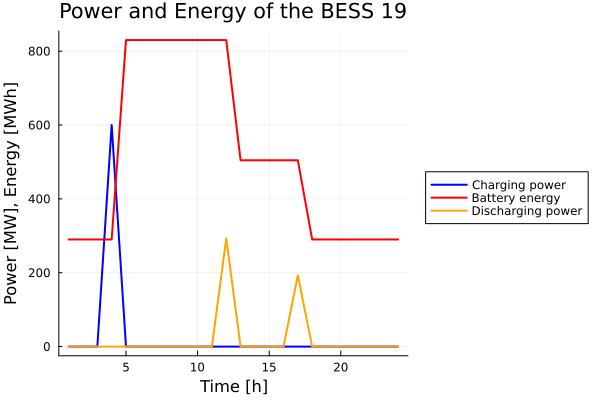 Power and Energy of the BESS 19
Power [MW], Energy [MWh]
800
600
400
200
0
5
10
15
20
Time [h]
Charging power
Battery energy
Discharging power